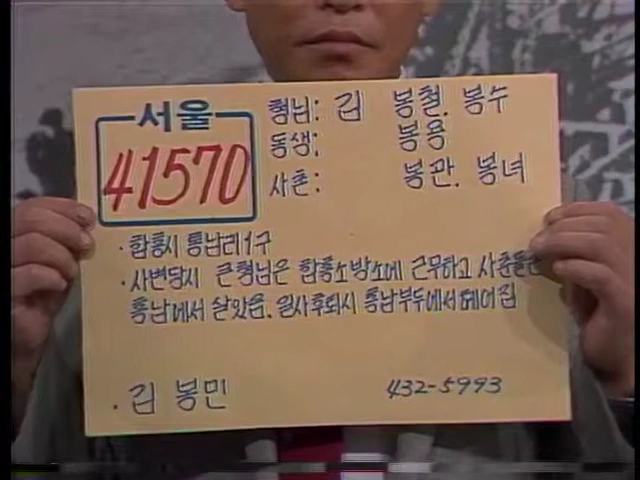 서울
41570
형님: 김 봉철. 봉수
동생: 봉용
사촌: 봉관. 봉녀
· 함흥시 풍남리 1구
· 사변당시 큰형님은 함흥소방소에 근무하고 사촌들은
흥남에서 살았음. 일사후퇴시 흥남부두에서 헤어짐
· 김 봉민 432-5993